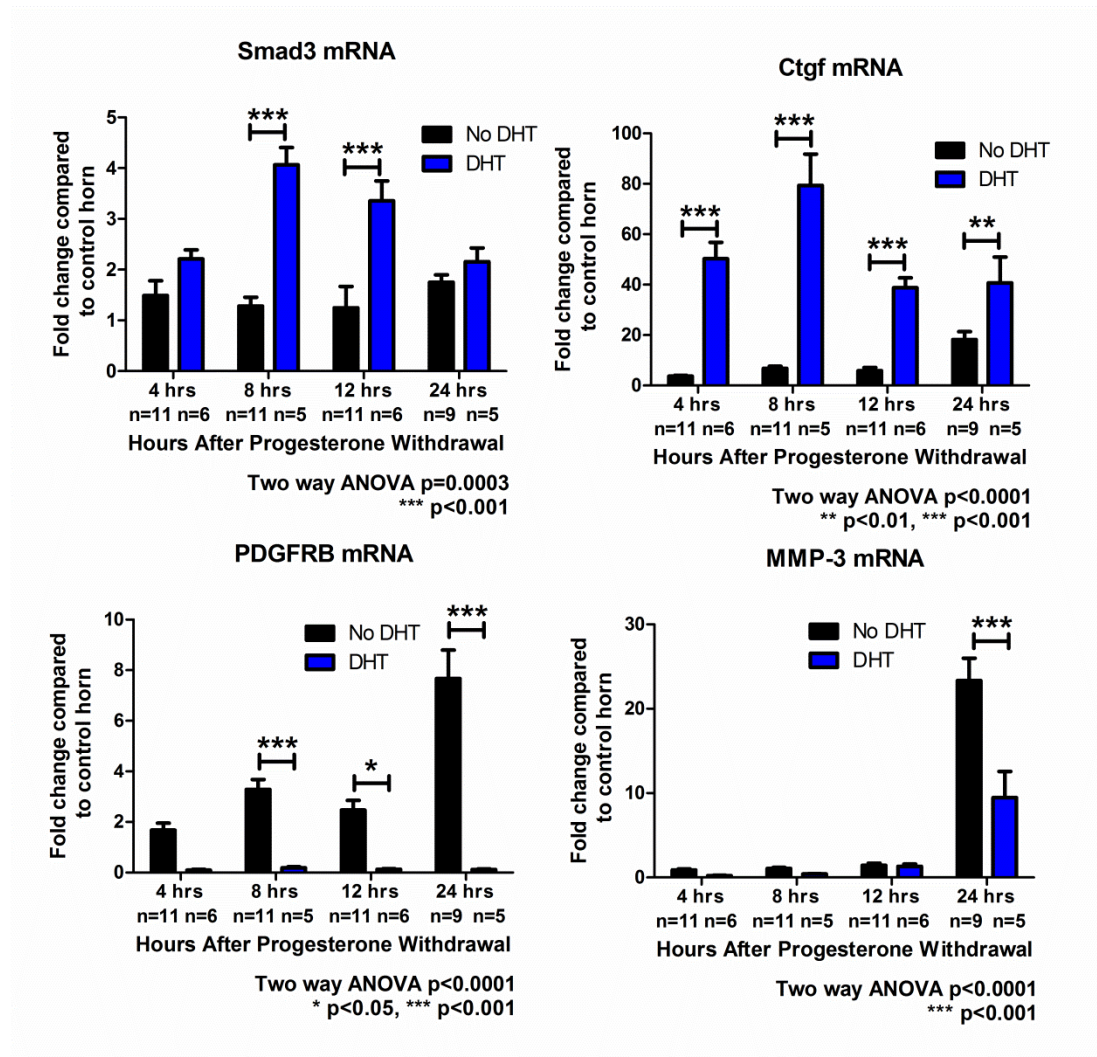 Smad3 mRNA
Fold change compared
to control horn
5
4
3
2
1
0
***
***
No DHT
DHT
4 hrs 8 hrs 12 hrs 24 hrs
n=11 n=6 n=11 n=5 n=11 n=6 n=9 n=5
Hours After Progesterone Withdrawal
Two way ANOVA p=0.0003
*** p<0.001
Ctgf mRNA
Fold change compared
to control horn
100
80
60
40
20
0
***
***
***
**
No DHT
DHT
4 hrs 8 hrs 12 hrs 24 hrs
n=11 n=6 n=11 n=5 n=11 n=6 n=9 n=5
Hours After Progesterone Withdrawal
Two way ANOVA p<0.0001
** p<0.01, *** p<0.001
PDGFRB mRNA
Fold change compared
to control horn
10
8
6
4
2
0
***
*
***
No DHT
DHT
4 hrs 8 hrs 12 hrs 24 hrs
n=11 n=6 n=11 n=5 n=11 n=6 n=9 n=5
Hours After Progesterone Withdrawal
Two way ANOVA p<0.0001
* p<0.05, *** p<0.001
MMP-3 mRNA
Fold change compared
to control horn
30
20
10
0
***
No DHT
DHT
4 hrs 8 hrs 12 hrs 24 hrs
n=11 n=6 n=11 n=5 n=11 n=6 n=9 n=5
Hours After Progesterone Withdrawal
Two way ANOVA p<0.0001
*** p<0.001